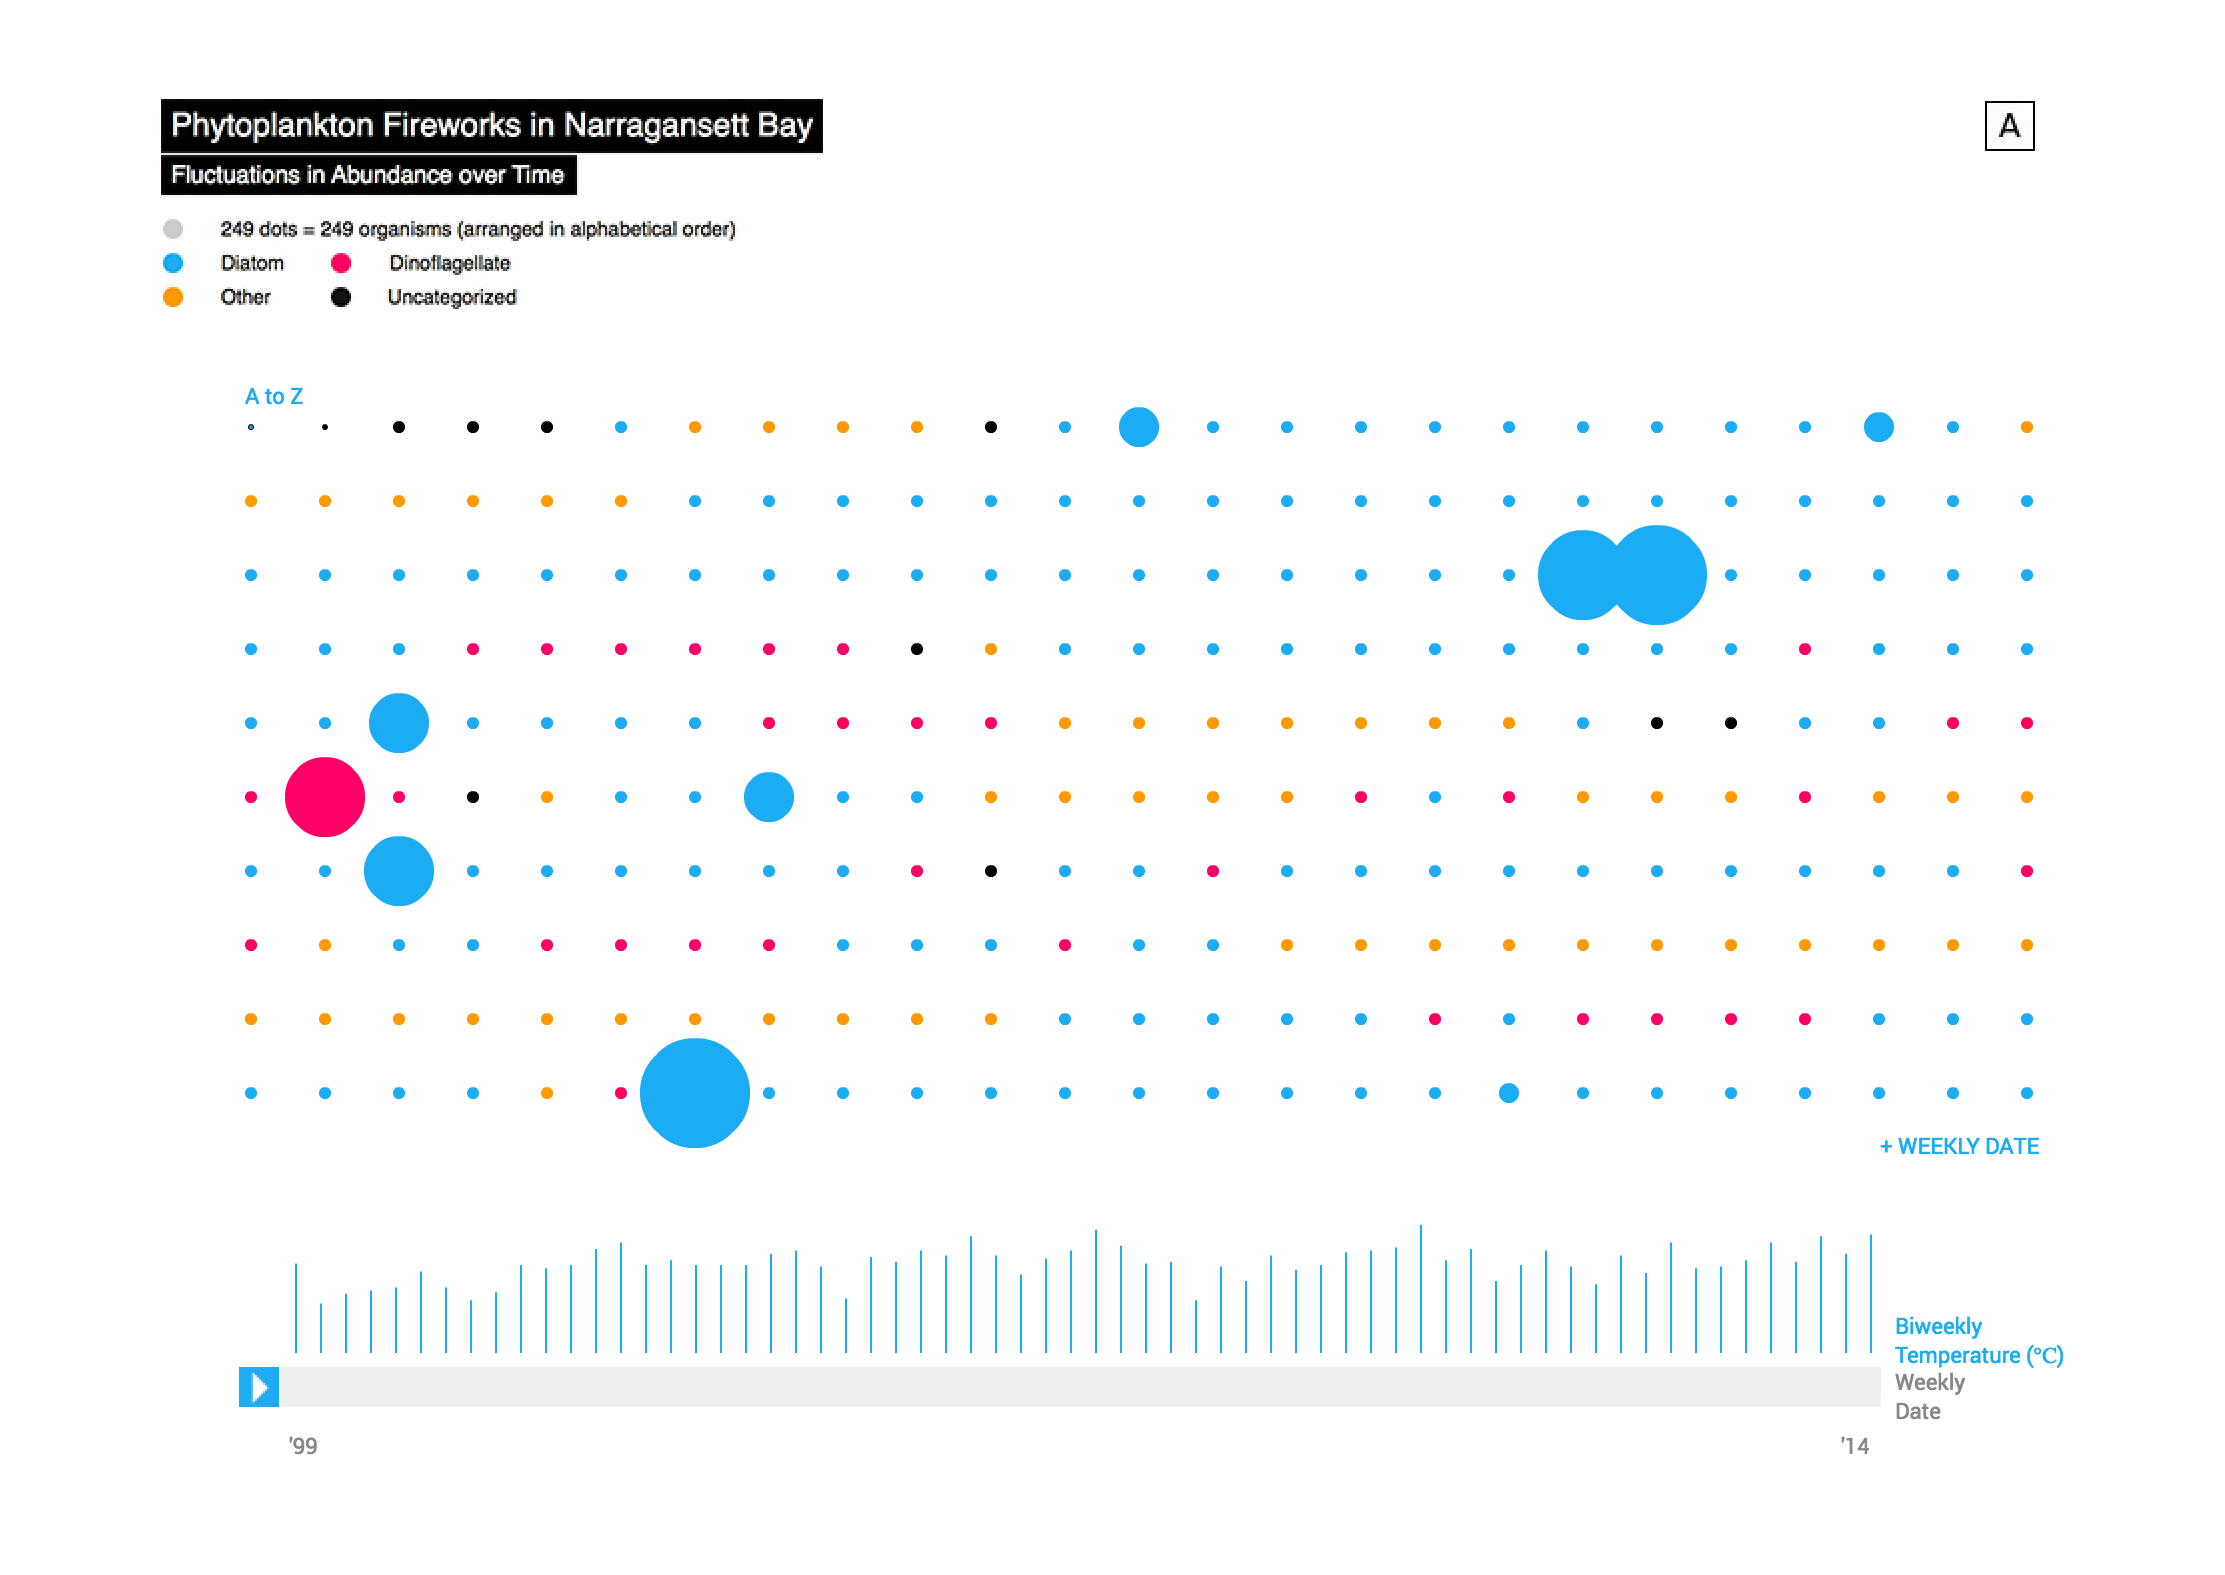 Phytoplankton Fireworks in Narragansett Bay
A
Fluctuations in Abundance over Time
249 dots = 249 organisms (arranged in alphabetical order)
Diatom Dinoflagellate
Other Uncategorized
A to Z
+ WEEKLY DATE
Biweekly
Temperature (°C)
Weekly
Date
'99 '14